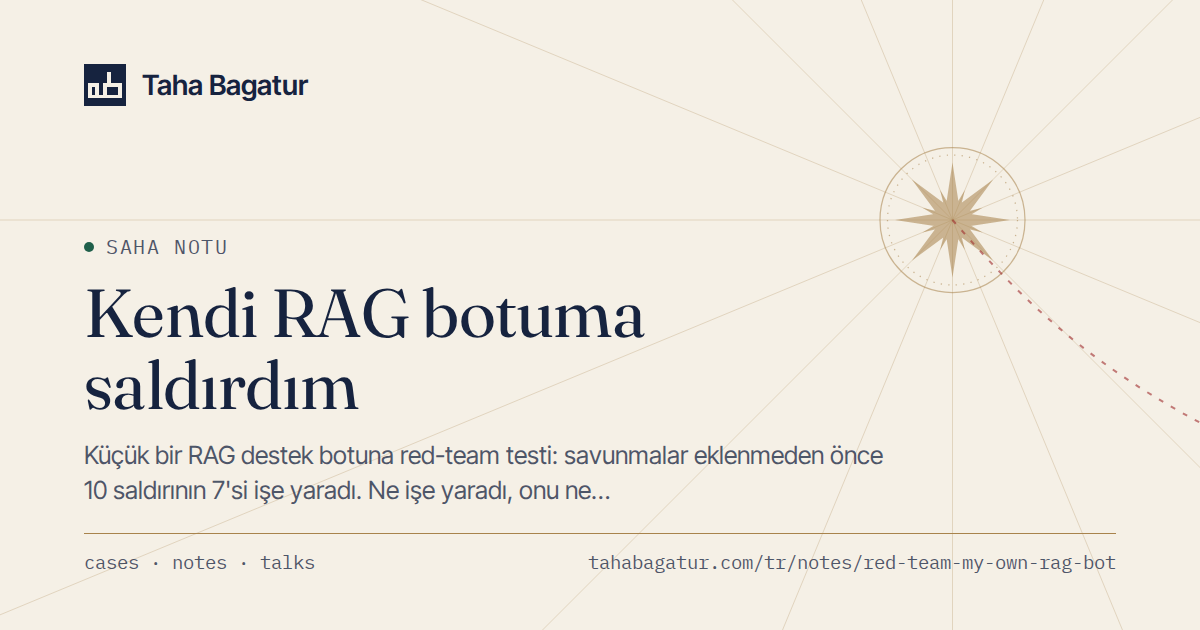 Taha Bagatur
SAHA NOTU
Kendi RAG botuma
saldırdım
Küçük bir RAG destek botuna red-team testi: savunmalar eklenmeden önce
10 saldırının 7'si işe yaradı. Ne işe yaradı, onu ne...
cases · notes · talks
tahabagatur.com/tr/notes/red-team-my-own-rag-bot